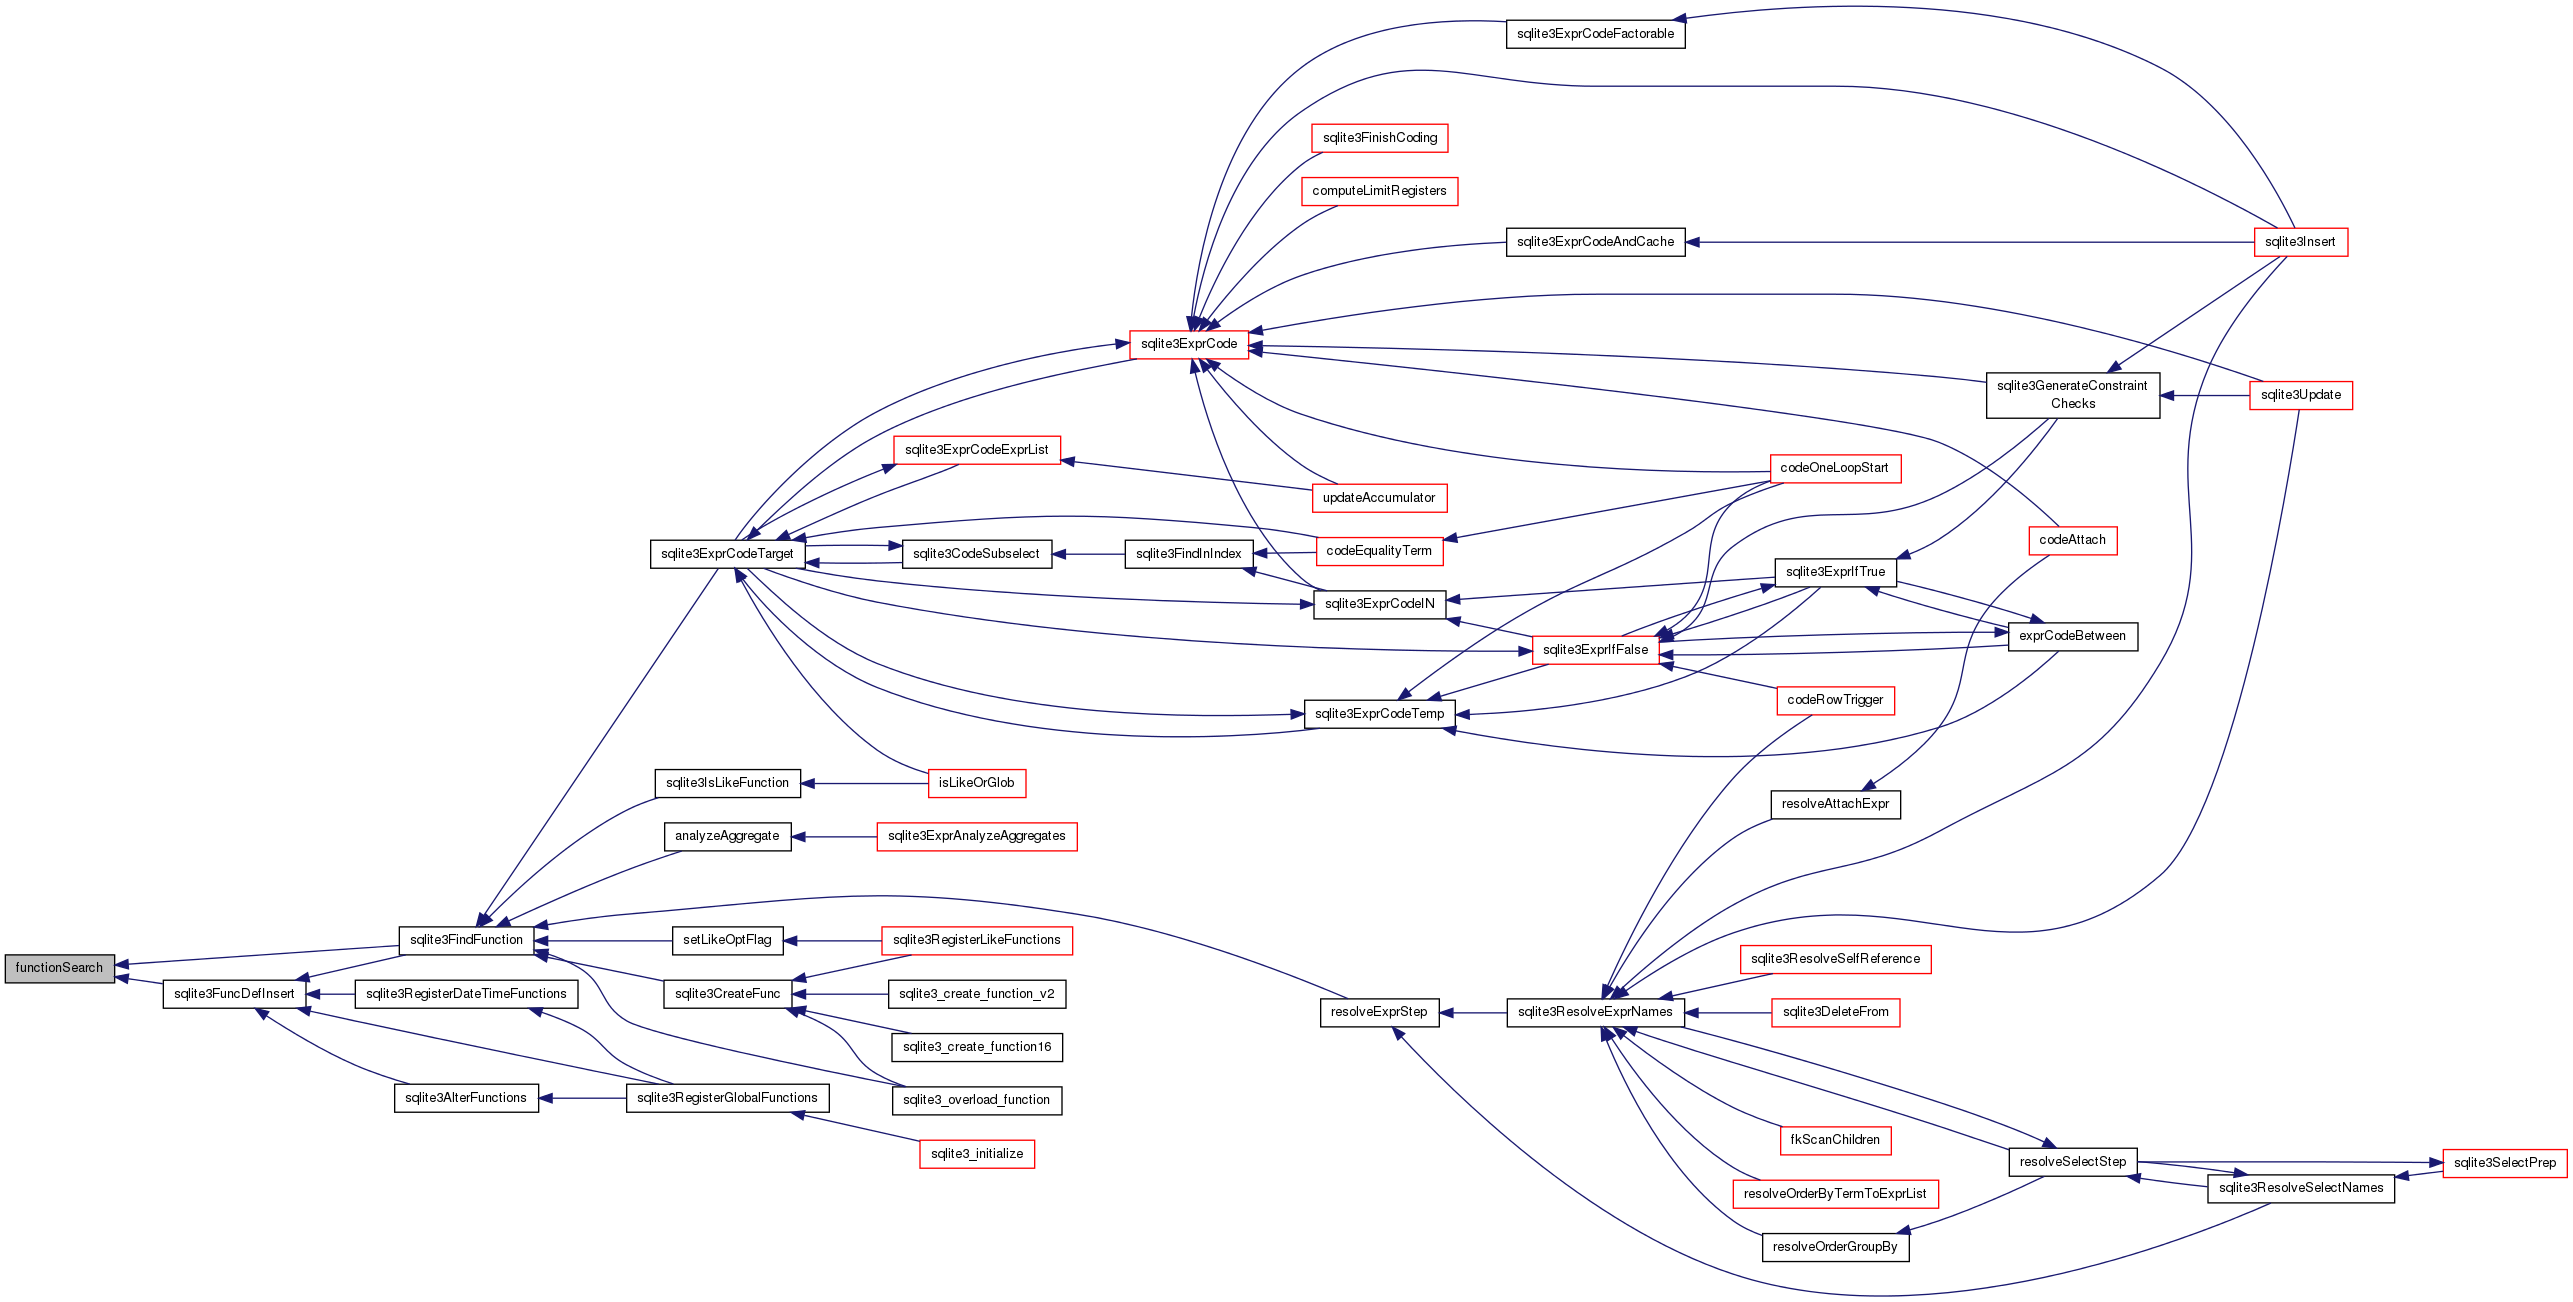 sqlite3ExprCodeFactorable
sqlite3FinishCoding
computeLimitRegisters
sqlite3ExprCodeAndCache
sqlite3Insert
sqlite3ExprCode
sqlite3GenerateConstraint
Checks
sqlite3Update
sqlite3ExprCodeExprList
codeOneLoopStart
updateAccumulator
sqlite3ExprCodeTarget
sqlite3CodeSubselect
sqlite3FindInIndex
codeEqualityTerm
codeAttach
sqlite3ExprIfTrue
sqlite3ExprCodeIN
exprCodeBetween
sqlite3ExprIfFalse
codeRowTrigger
sqlite3ExprCodeTemp
sqlite3IsLikeFunction
isLikeOrGlob
resolveAttachExpr
analyzeAggregate
sqlite3ExprAnalyzeAggregates
sqlite3FindFunction
setLikeOptFlag
sqlite3RegisterLikeFunctions
sqlite3ResolveSelfReference
functionSearch
sqlite3FuncDefInsert
sqlite3RegisterDateTimeFunctions
sqlite3CreateFunc
sqlite3_create_function_v2
resolveExprStep
sqlite3ResolveExprNames
sqlite3DeleteFrom
sqlite3_create_function16
sqlite3AlterFunctions
sqlite3RegisterGlobalFunctions
sqlite3_overload_function
fkScanChildren
sqlite3_initialize
resolveSelectStep
sqlite3SelectPrep
resolveOrderByTermToExprList
sqlite3ResolveSelectNames
resolveOrderGroupBy